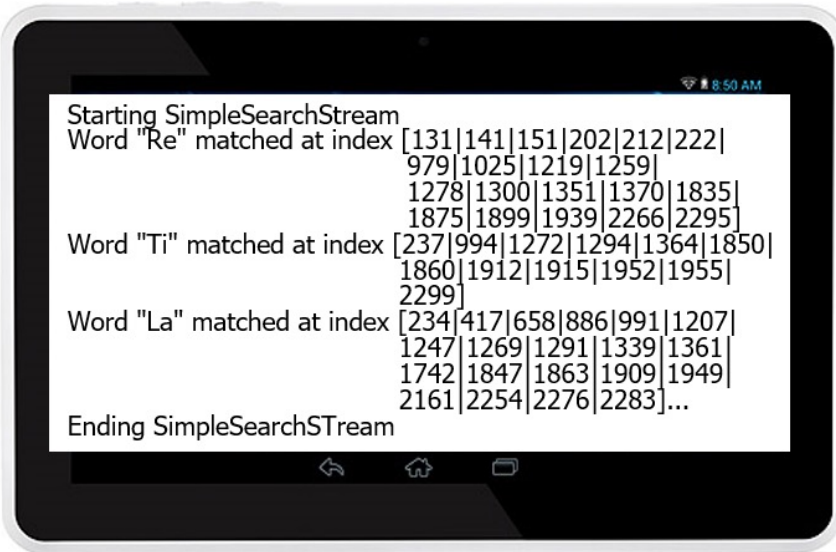 8:50 AM
Starting SimpleSearchStream
Word "Re" matched at index [131|141|151|202|212|222|
979|1025|1219|1259|
1278|1300|1351|1370|1835|
1875|1899|1939|2266|2295]
Word "Ti" matched at index [237|994|1272|1294|1364|1850|
1860|1912|1915|1952|1955|
2299]
Word "La" matched at index [234|417|658|886|991|1207|
1247|1269|1291|1339|1361|
1742|1847|1863|1909|1949|
2161|2254|2276|2283]...
Ending SimpleSearchSTream